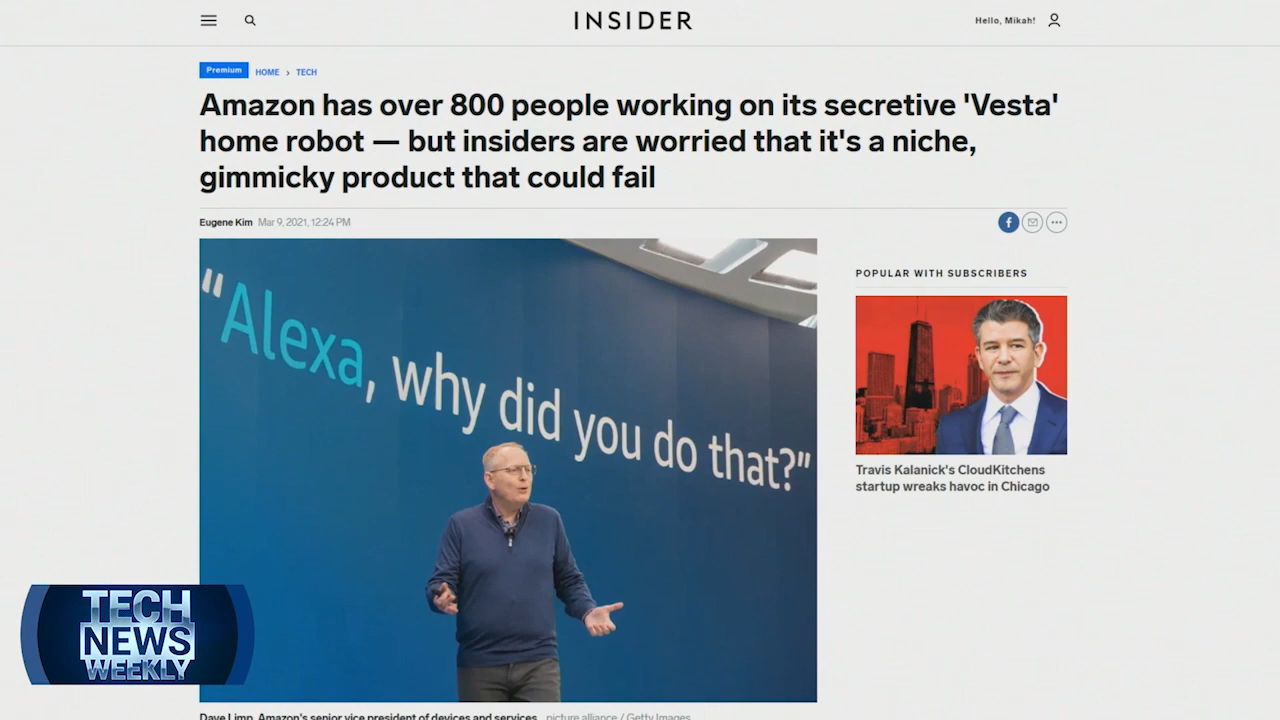 INSIDER
Hello, Mikah!
Premium
HOME > TECH
Amazon has over 800 people working on its secretive 'Vesta'
home robot — but insiders are worried that it's a niche,
gimmicky product that could fail
Eugene Kim Mar 9, 2021, 12:24 PM
f
"Alexa, why did you do that?"
POPULAR WITH SUBSCRIBERS
Travis Kalanick's CloudKitchens
startup wreaks havoc in Chicago
TECH
NEWS
WEEKLY
Dave Limp, Amazon's senior vice president of devices and services picture alliance / Getty Images